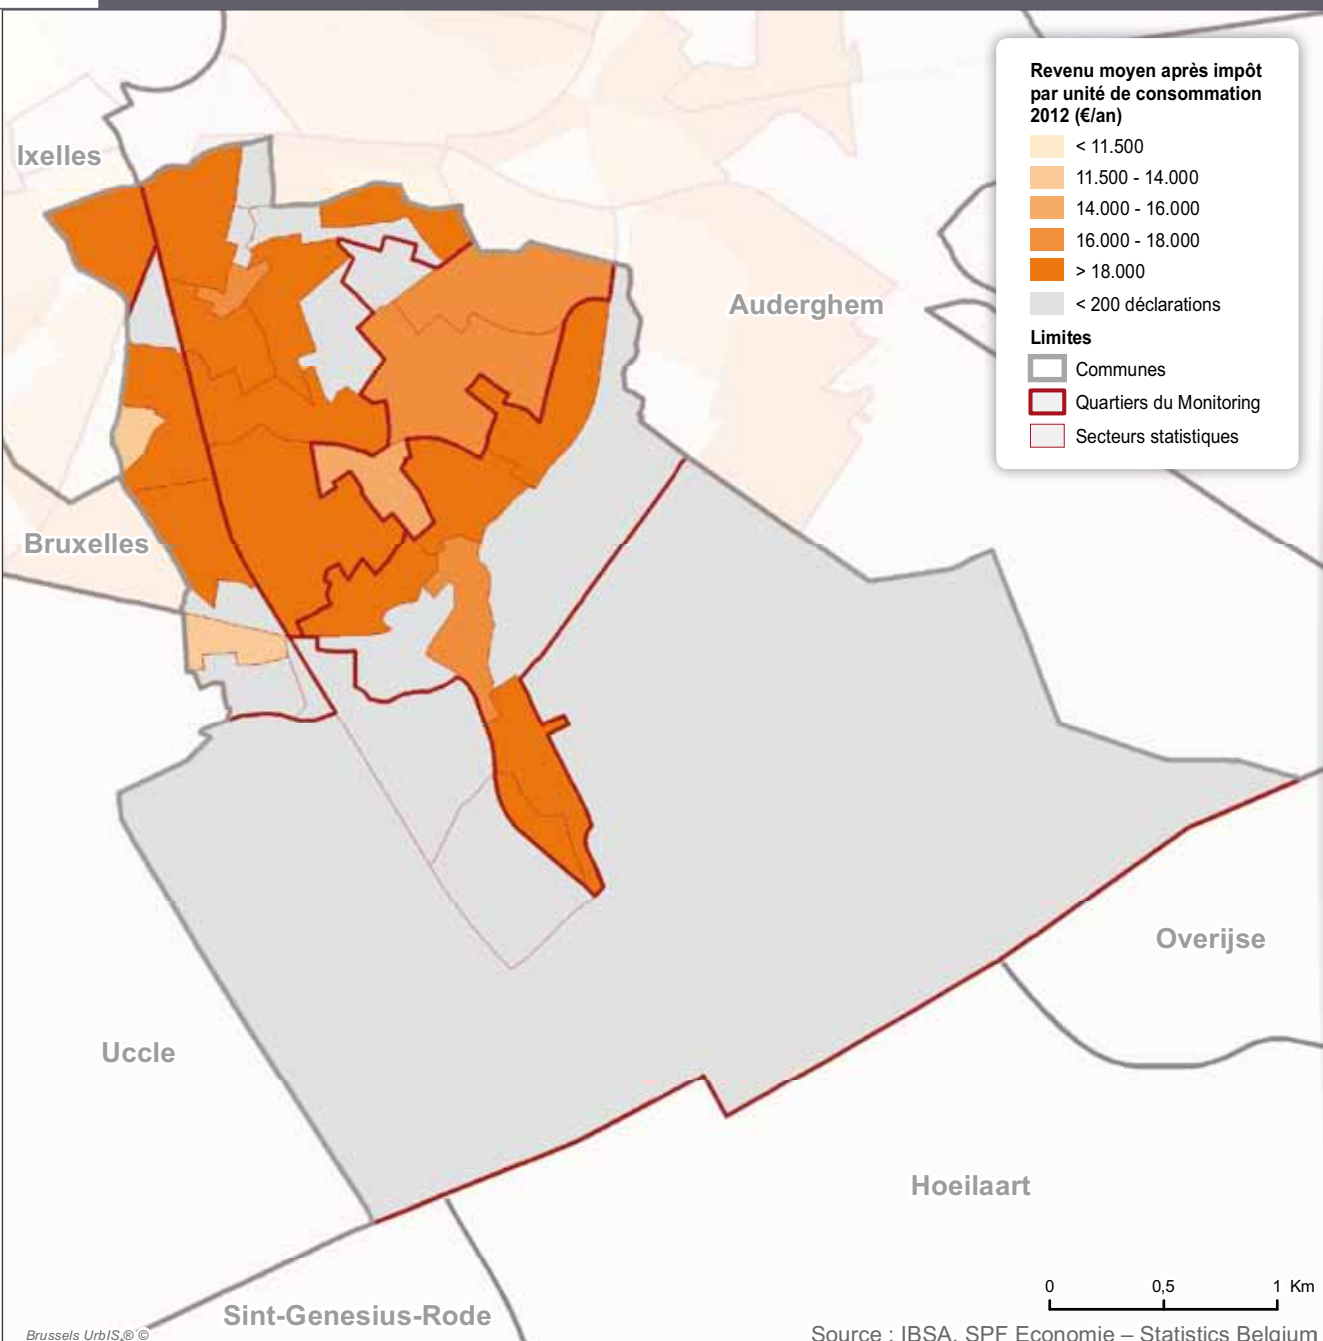 Revenu moyen après impôt
par unité de consommation
2012 (€/an)
< 11.500
11.500 - 14.000
14.000 - 16.000
16.000 - 18.000
> 18.000
< 200 déclarations
Limites
Communes
Quartiers du Monitoring
Secteurs statistiques
Ixelles
Auderghem
Bruxelles
Overijse
Uccle
Hoeilaart
Sint-Genesius-Rode
0 0,5 1 Km
Brussels UrbIS ® ©
Source : IBSA, SPF Economie – Statistics Belgium